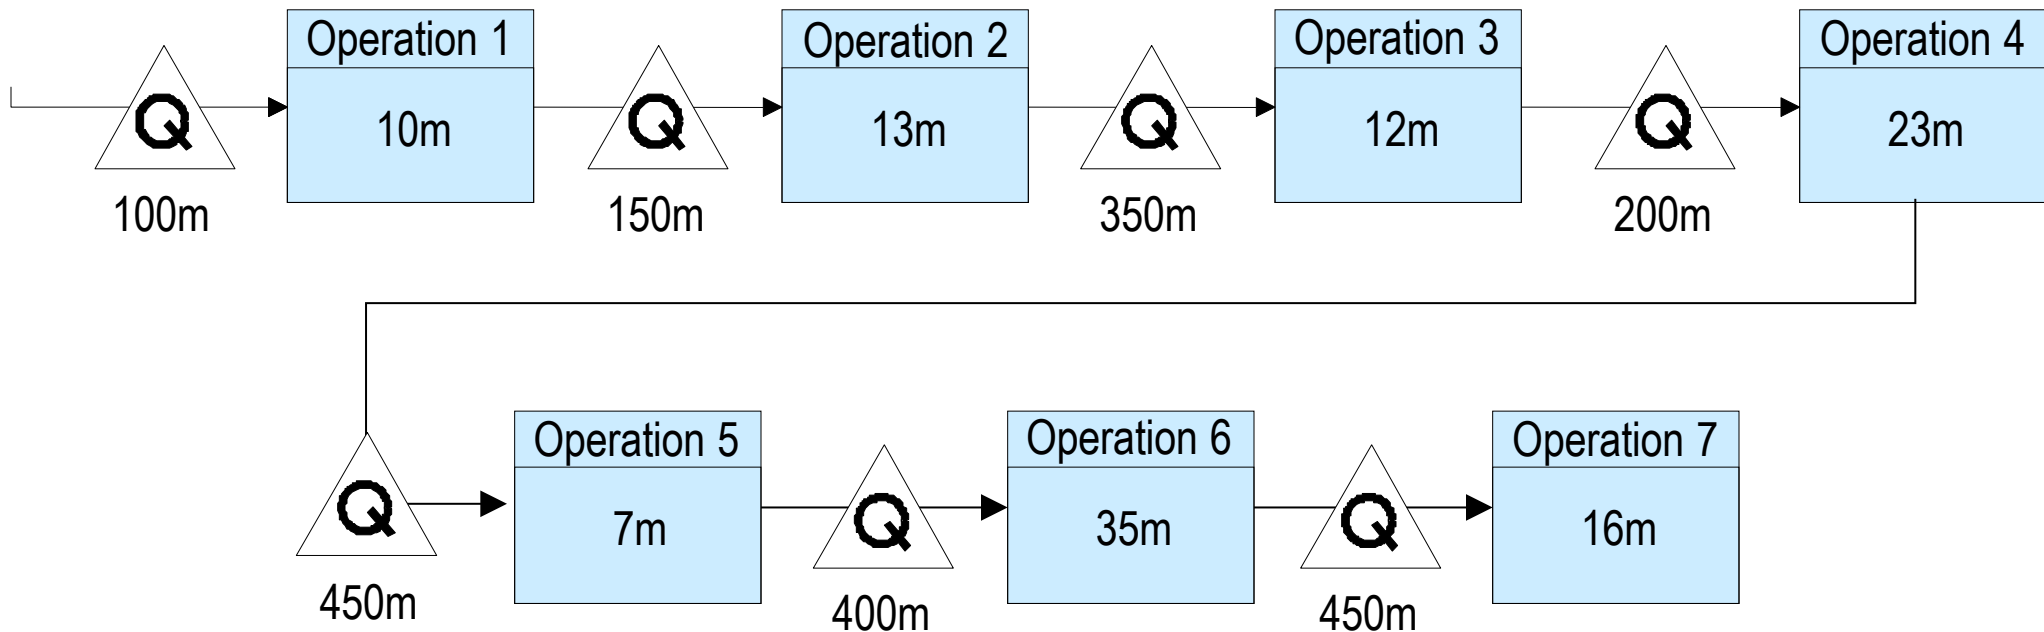 Operation 1
Operation 2
Operation 3
Operation 4
Q
10m
Q
13m
Q
12m
Q
23m
100m
150m
350m
200m
Operation 5
Operation 6
Operation 7
Q
7m
Q
35m
Q
16m
450m
400m
450m